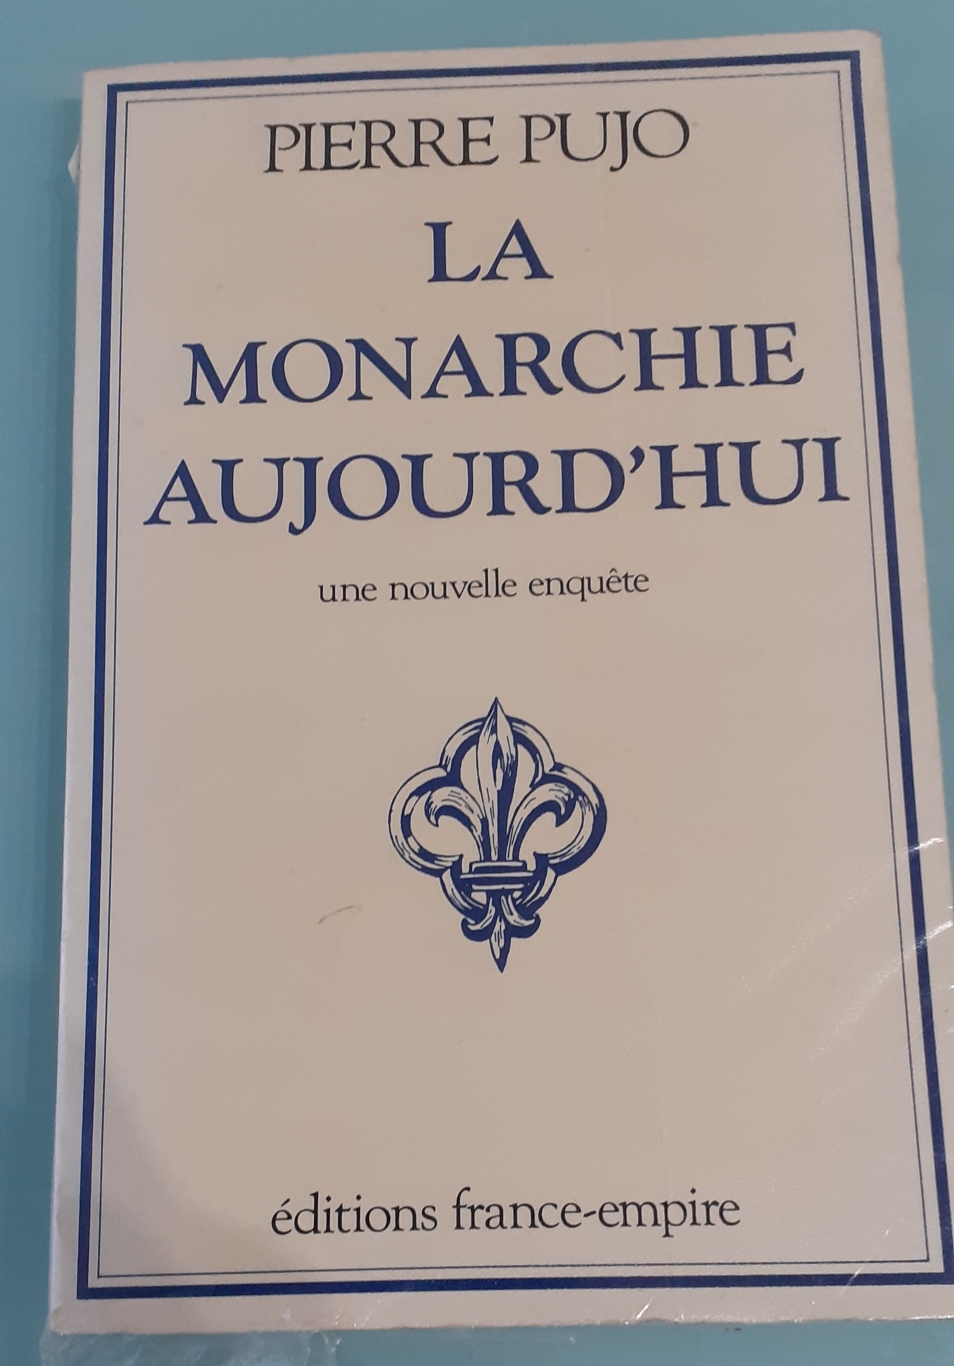 PIERRE PUJO
LA
MONARCHIE
AUJOURD'HUI
une nouvelle enquête
éditions france-empire